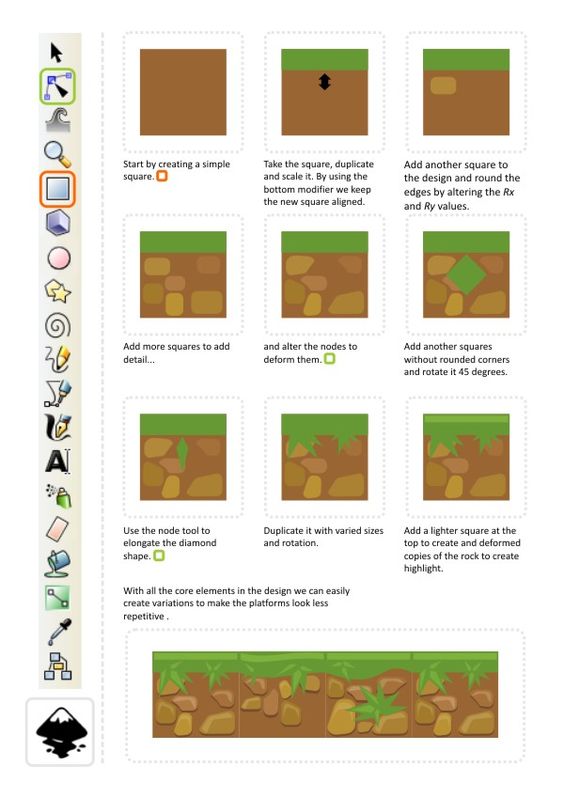 Start by creating a simple
square.
Take the square, duplicate
and scale it. By using the
bottom modifier we keep
the new square aligned.
Add another square to
the design and round the
edges by altering the Rx
and Ry values.
Add more squares to add
detail...
and alter the nodes to
deform them.
Add another squares
without rounded corners
and rotate it 45 degrees.
Use the node tool to
elongate the diamond
shape.
Duplicate it with varied sizes
and rotation.
Add a lighter square at the
top to create and deformed
copies of the rock to create
highlight.
With all the core elements in the design we can easily
create variations to make the platforms look less
repetitive .